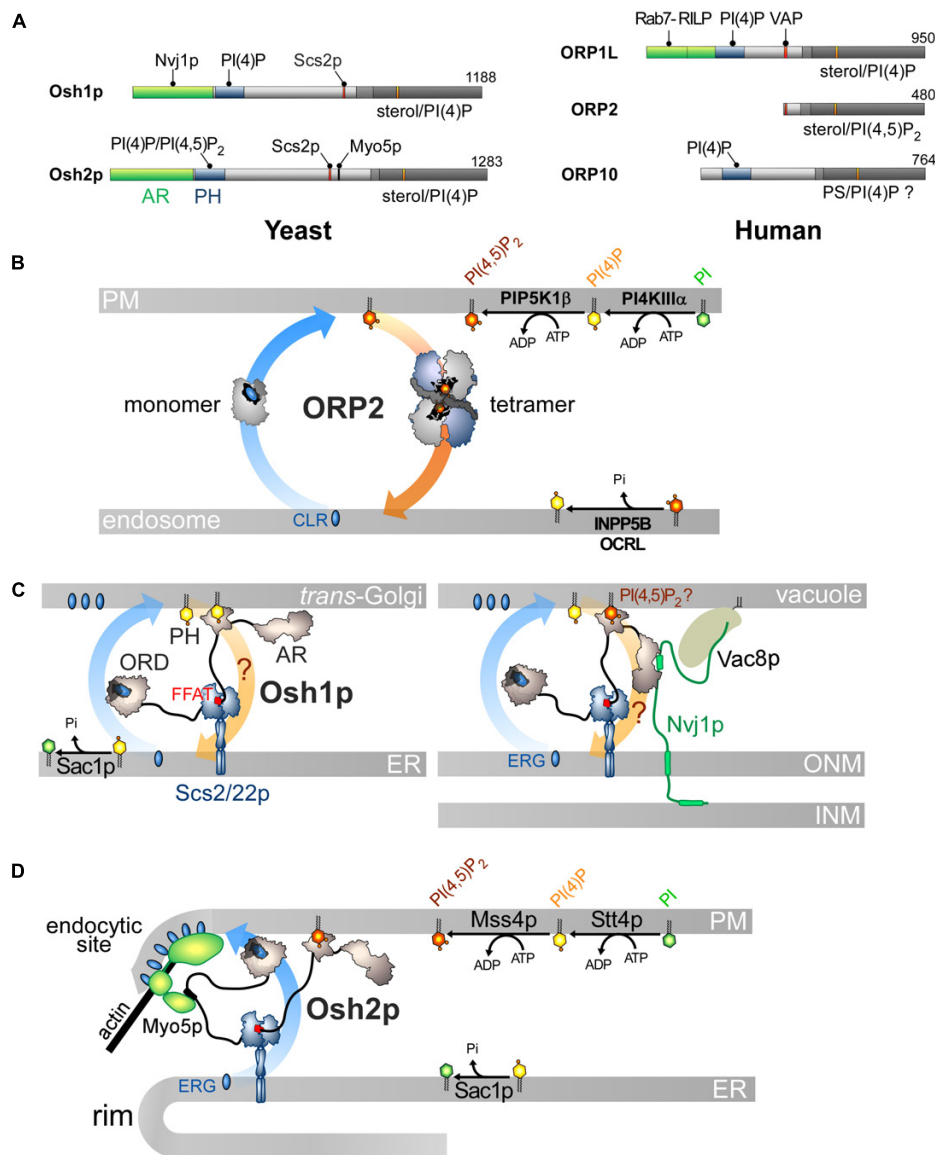 A
Nvj1p PI(4)P Scs2p 1188
Osh1p
sterol/PI(4)P
PI(4)P/PI(4,5)P2 Scs2p Myo5p 1283
Osh2p
AR PH sterol/PI(4)P
Yeast
Rab7-RILP PI(4)P VAP 950
ORP1L
sterol/PI(4)P
ORP2 480
sterol/PI(4,5)P2
PI(4)P 764
ORP10
PS/PI(4)P ?
Human
B
PI(4,5)P2 PI(4)P PI
PM PIP5K1β PI4KIIIα
ADP ATP ADP ATP
monomer ORP2 tetramer
Pi
endosome CLR INPP5B
OCRL
C
trans-Golgi
PH
AR
ORD ?
FFAT Osh1p
Pi
Sac1p ER
Scs2/22p
PI(4,5)P2? vacuole
Vac8p
?
Nvj1p
ERG ONM
INM
D
PI(4,5)P2 PI(4)P PI
endocytic
site
Mss4p Stt4p PM
ADP ATP ADP ATP
actin Myo5p Osh2p
Pi
ERG Sac1p ER
rim